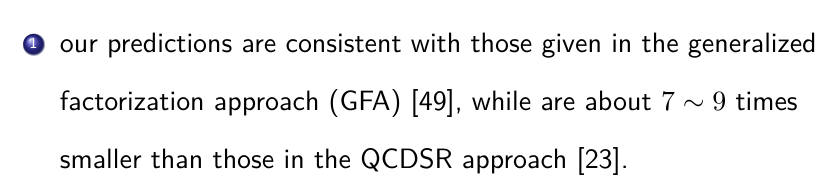 1 our predictions are consistent with those given in the generalized
factorization approach (GFA) [49], while are about 7 ∼ 9 times
smaller than those in the QCDSR approach [23].